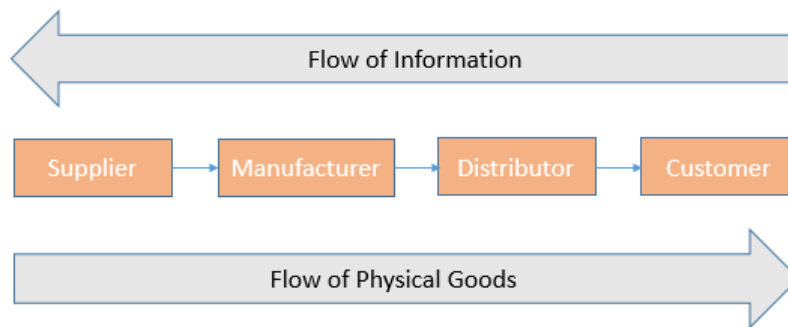 Flow of Information
Supplier
Manufacturer
Distributor
Customer
Flow of Physical Goods